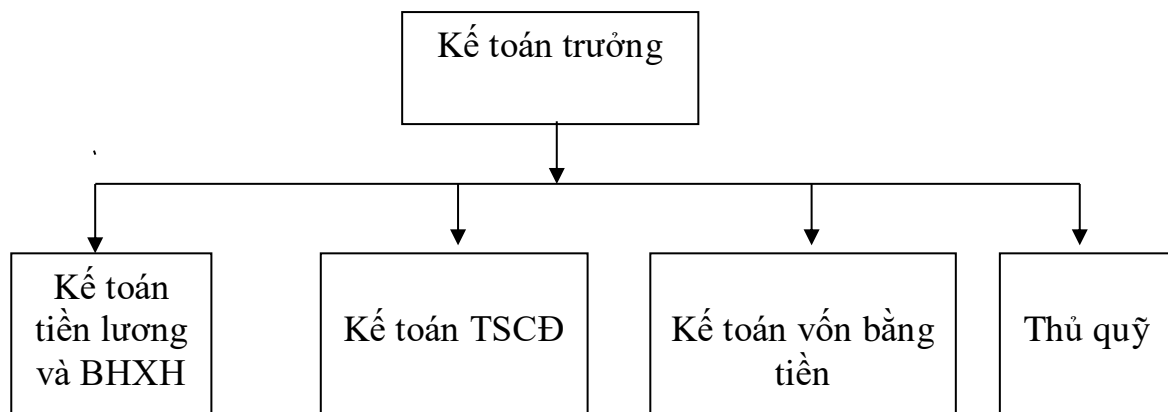 Kế toán trưởng
Kế toán
tiền lương
và BHXH
Kế toán TSCĐ
Kế toán vốn bằng
tiền
Thủ quỹ